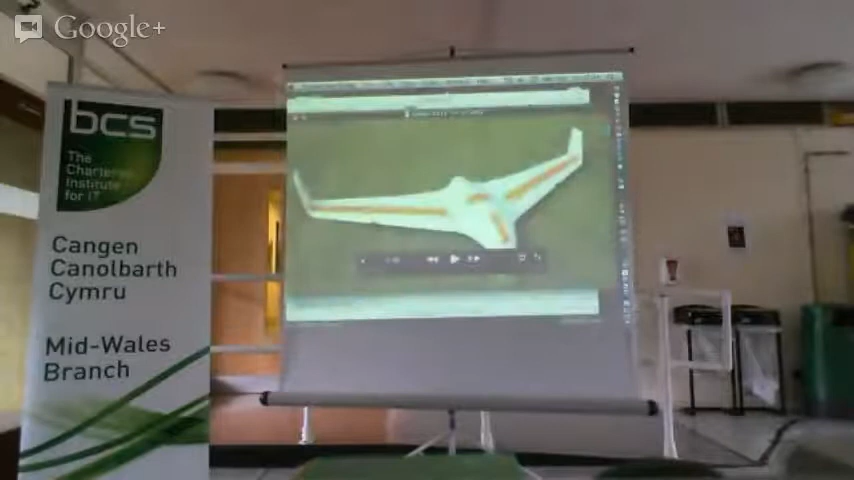 Google+
bcs
The
Chartered
Institute
for IT
Cangen
Canolbarth
Cymru
Mid-Wales
Branch